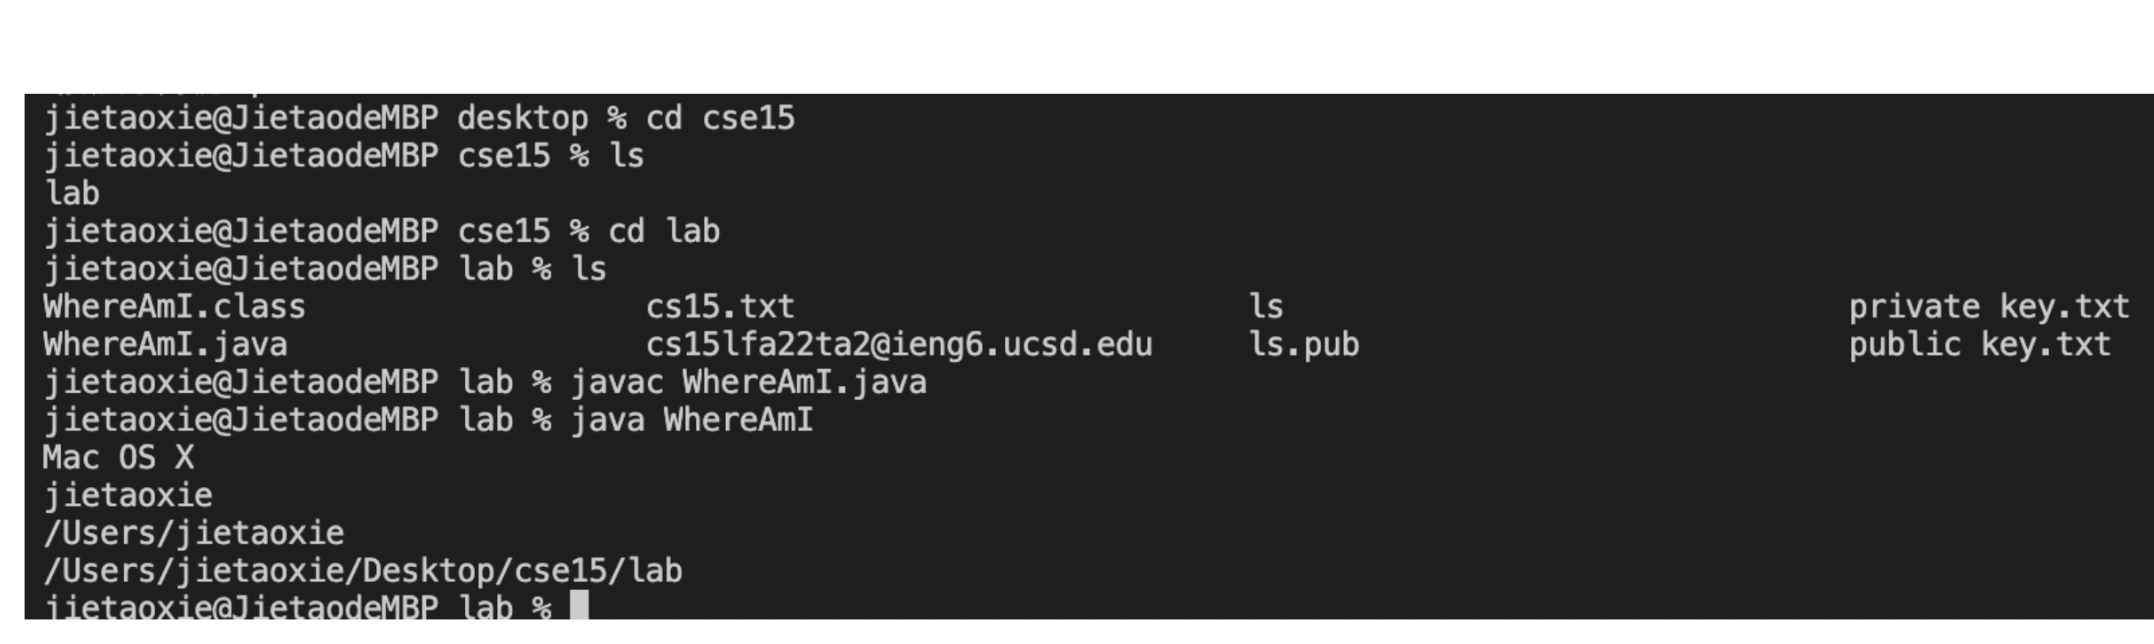 jietaoxie@JietaodeMBP desktop % cd cse15
jietaoxie@JietaodeMBP cse15 % ls
lab
jietaoxie@JietaodeMBP cse15 % cd lab
jietaoxie@JietaodeMBP lab % ls
WhereAmI.class cs15.txt ls private key.txt
WhereAmI.java cs15lfa22ta2@ieng6.ucsd.edu ls.pub public key.txt
jietaoxie@JietaodeMBP lab % javac WhereAmI.java
jietaoxie@JietaodeMBP lab % java WhereAmI
Mac OS X
jietaoxie
/Users/jietaoxie
/Users/jietaoxie/Desktop/cse15/lab
jietaoxie@JietaodeMBP lab %